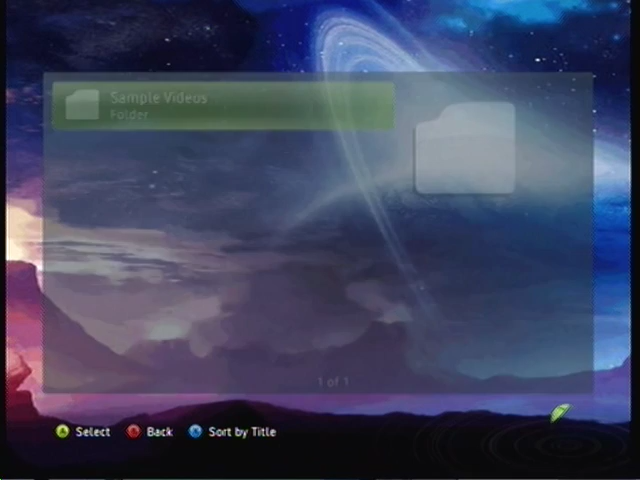 Sample Videos
Folder
1 of 1
Select
Back
Sort by Title